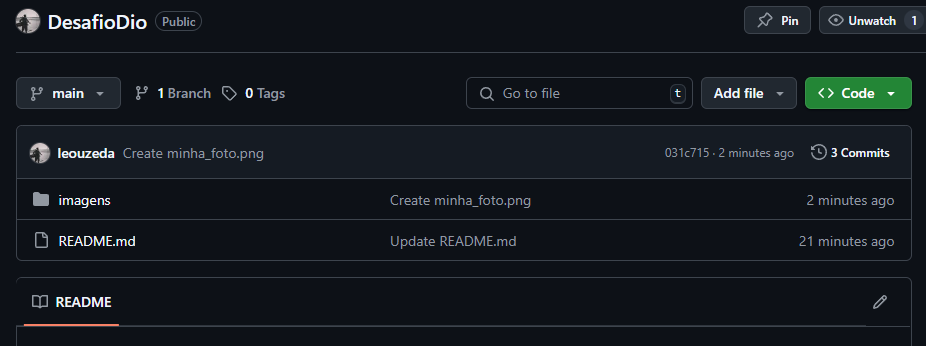 DesafioDio Public Pin Unwatch 1
main 1 Branch 0 Tags Go to file t Add file Code
leouzeda Create minha_foto.png 031c715 · 2 minutes ago 3 Commits
imagens Create minha_foto.png 2 minutes ago
README.md Update README.md 21 minutes ago
README